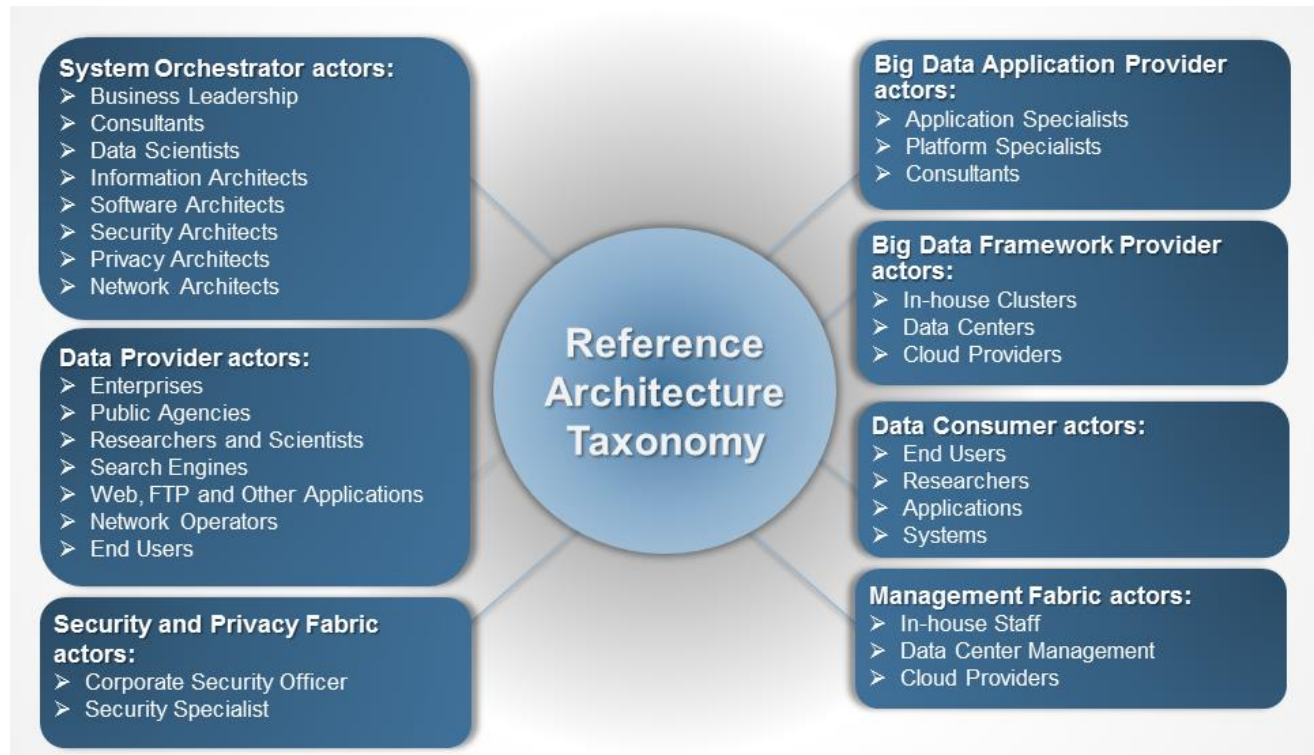 System Orchestrator actors:
➢ Business Leadership
➢ Consultants
➢ Data Scientists
➢ Information Architects
➢ Software Architects
➢ Security Architects
➢ Privacy Architects
➢ Network Architects
Data Provider actors:
➢ Enterprises
➢ Public Agencies
➢ Researchers and Scientists
➢ Search Engines
➢ Web, FTP and Other Applications
➢ Network Operators
➢ End Users
Security and Privacy Fabric
actors:
➢ Corporate Security Officer
➢ Security Specialist
Reference
Architecture
Taxonomy
Big Data Application Provider
actors:
➢ Application Specialists
➢ Platform Specialists
➢ Consultants
Big Data Framework Provider
actors:
➢ In-house Clusters
➢ Data Centers
➢ Cloud Providers
Data Consumer actors:
➢ End Users
➢ Researchers
➢ Applications
➢ Systems
Management Fabric actors:
➢ In-house Staff
➢ Data Center Management
➢ Cloud Providers